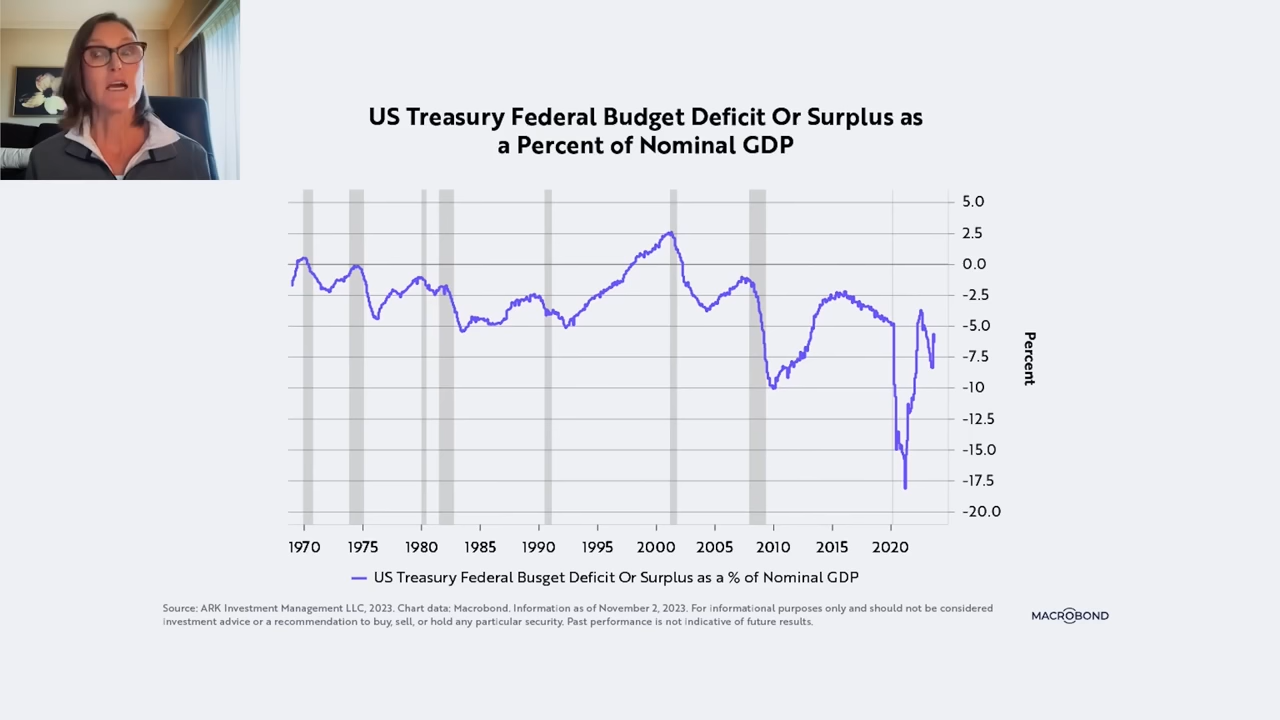 US Treasury Federal Budget Deficit Or Surplus as
a Percent of Nominal GDP
5.0
2.5
0.0
-2.5
-5.0
-7.5
-10
-12.5
-15.0
-17.5
-20.0
Percent
1970 1975 1980 1985 1990 1995 2000 2005 2010 2015 2020
US Treasury Federal Busget Deficit Or Surplus as a % of Nominal GDP
Source: ARK Investment Management LLC, 2023. Chart data: Macrobond. Information as of November 2, 2023. For informational purposes only and should not be considered
investment advice or a recommendation to buy, sell, or hold any particular security. Past performance is not indicative of future results.
MACROBOND